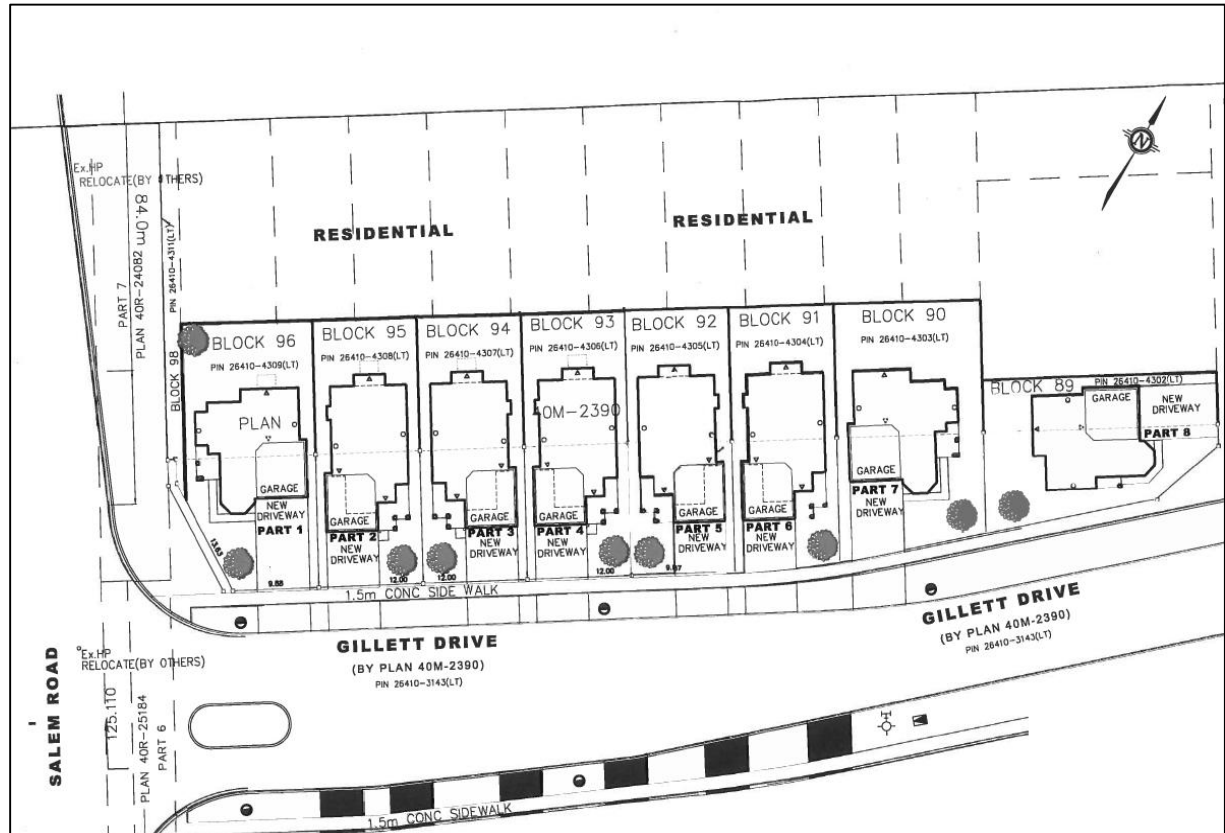 Ex.HP
RELOCATE(BY OTHERS)
84.0m
PLAN 40R-24082
PART 7
PIN 26410-4311(LT)
BLOCK 98
RESIDENTIAL
RESIDENTIAL
N
BLOCK 96
PIN 26410-4309(LT)
BLOCK 95
PIN 26410-4308(LT)
BLOCK 94
PIN 26410-4307(LT)
BLOCK 93
PIN 26410-4306(LT)
BLOCK 92
PIN 26410-4305(LT)
BLOCK 91
PIN 26410-4304(LT)
BLOCK 90
PIN 26410-4303(LT)
BLOCK 89
PIN 26410-4302(LT)
PLAN
40M-2390
GARAGE
NEW
DRIVEWAY
PART 1
GARAGE
PART 2
NEW
DRIVEWAY
GARAGE
PART 3
NEW
DRIVEWAY
GARAGE
PART 4
NEW
DRIVEWAY
GARAGE
PART 5
NEW
DRIVEWAY
GARAGE
PART 6
NEW
DRIVEWAY
GARAGE
PART 7
NEW
DRIVEWAY
GARAGE
NEW
DRIVEWAY
PART 8
13.63
9.88
12.00
12.00
12.00
1.5m CONC SIDE WALK
GILLETT DRIVE
(BY PLAN 40M-2390)
PIN 26410-3143(LT)
GILLETT DRIVE
(BY PLAN 40M-2390)
PIN 26410-3143(LT)
Ex.HP
RELOCATE(BY OTHERS)
SALEM ROAD
125.110
PLAN 40R-25184
PART 6
1.5m CONC SIDEWALK